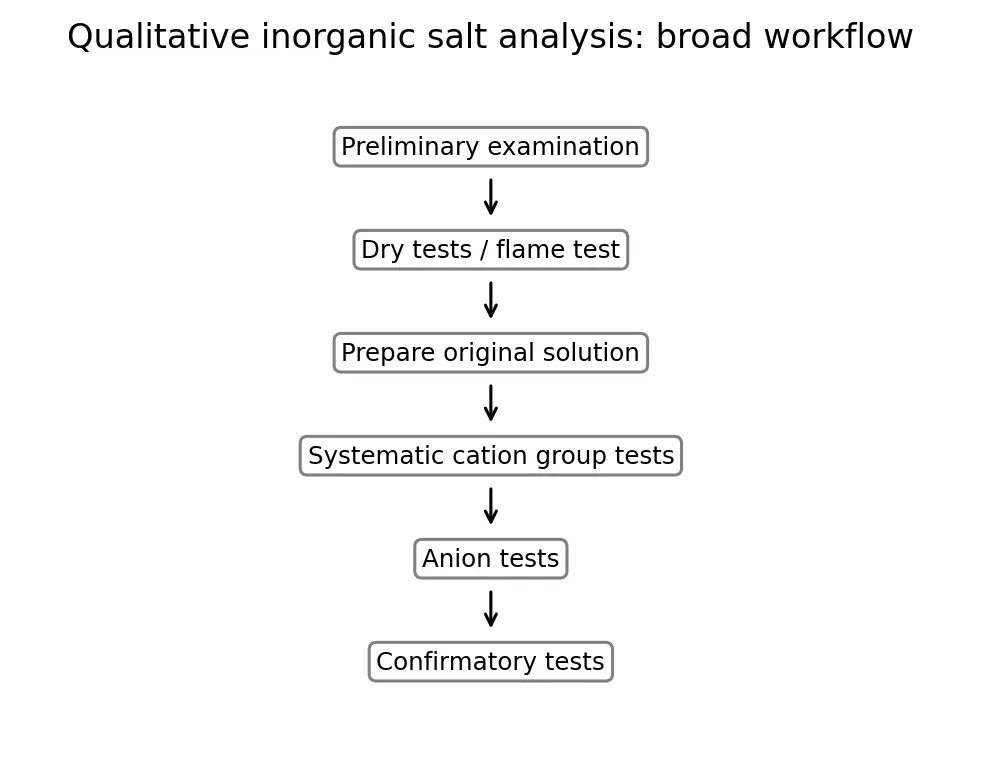 Qualitative inorganic salt analysis: broad workflow
Preliminary examination
Dry tests / flame test
Prepare original solution
Systematic cation group tests
Anion tests
Confirmatory tests